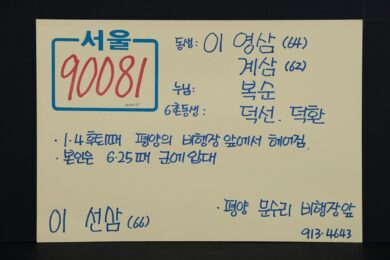 서울
90081
동생: 이 영삼 (64)
계삼 (62)
누님: 복순
6촌동생: 덕선. 덕환
· 1·4후퇴때 평양의 비행장 앞에서 헤어짐.
· 본인은 6·25때 군에 입대
· 평양 문수리 비행장앞
이 선삼 (66)
913·4643